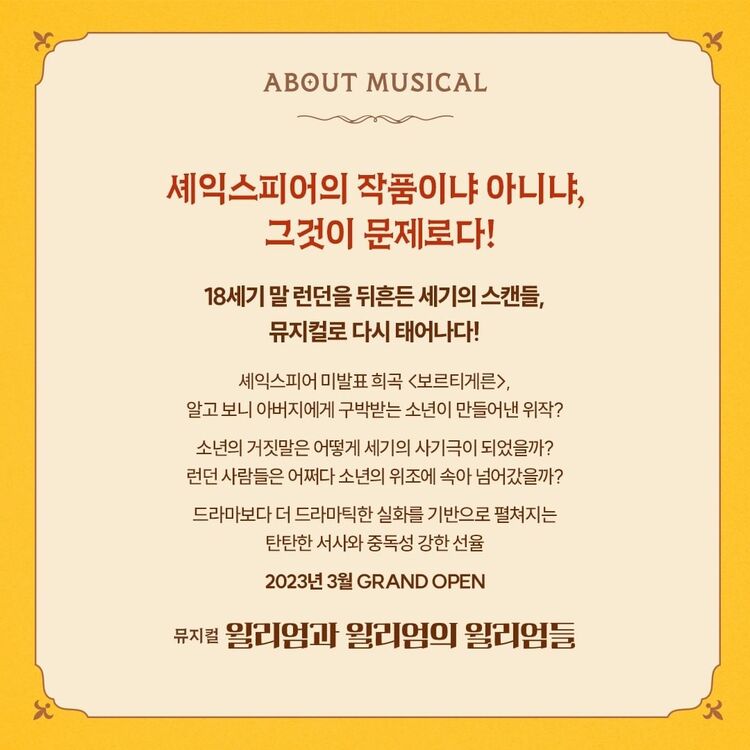 ABOUT MUSICAL
셰익스피어의 작품이냐 아니냐,
그것이 문제로다!
18세기 말 런던을 뒤흔든 세기의 스캔들,
뮤지컬로 다시 태어나다!
셰익스피어 미발표 희곡 <보르티게른>,
알고 보니 아버지에게 구박받는 소년이 만들어낸 위작?
소년의 거짓말은 어떻게 세기의 사기극이 되었을까?
런던 사람들은 어쩌다 소년의 위조에 속아 넘어갔을까?
드라마보다 더 드라마틱한 실화를 기반으로 펼쳐지는
탄탄한 서사와 중독성 강한 선율
2023년 3월 GRAND OPEN
뮤지컬 윌리엄과 윌리엄의 윌리엄들